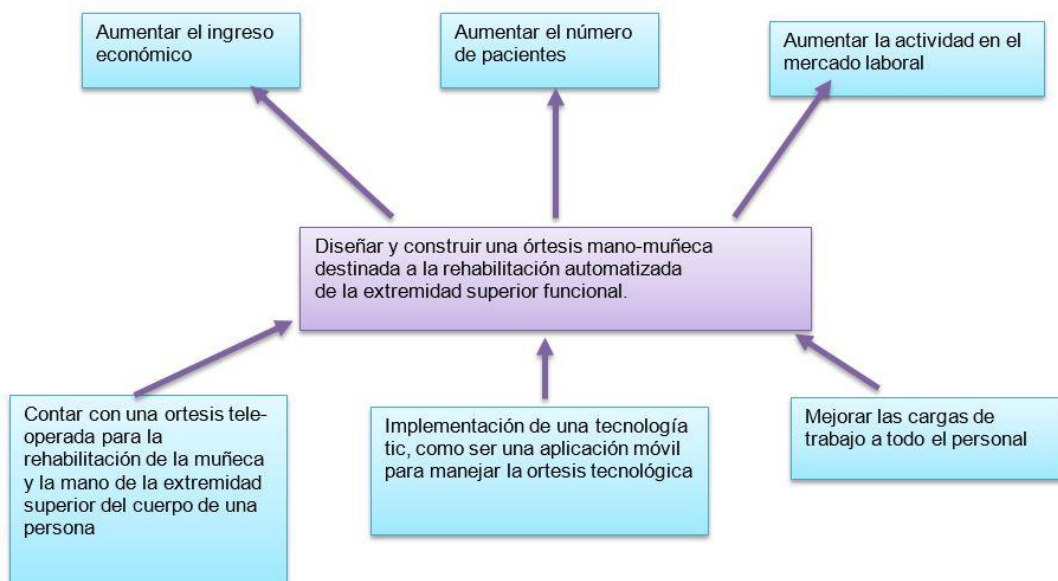 Aumentar el ingreso
económico
Aumentar el número
de pacientes
Aumentar la actividad en el
mercado laboral
Diseñar y construir una órtesis mano-muñeca
destinada a la rehabilitación automatizada
de la extremidad superior funcional.
Contar con una ortesis tele-
operada para la
rehabilitación de la muñeca
y la mano de la extremidad
superior del cuerpo de una
persona
Implementación de una tecnología
tic, como ser una aplicación móvil
para manejar la ortesis tecnológica
Mejorar las cargas de
trabajo a todo el personal